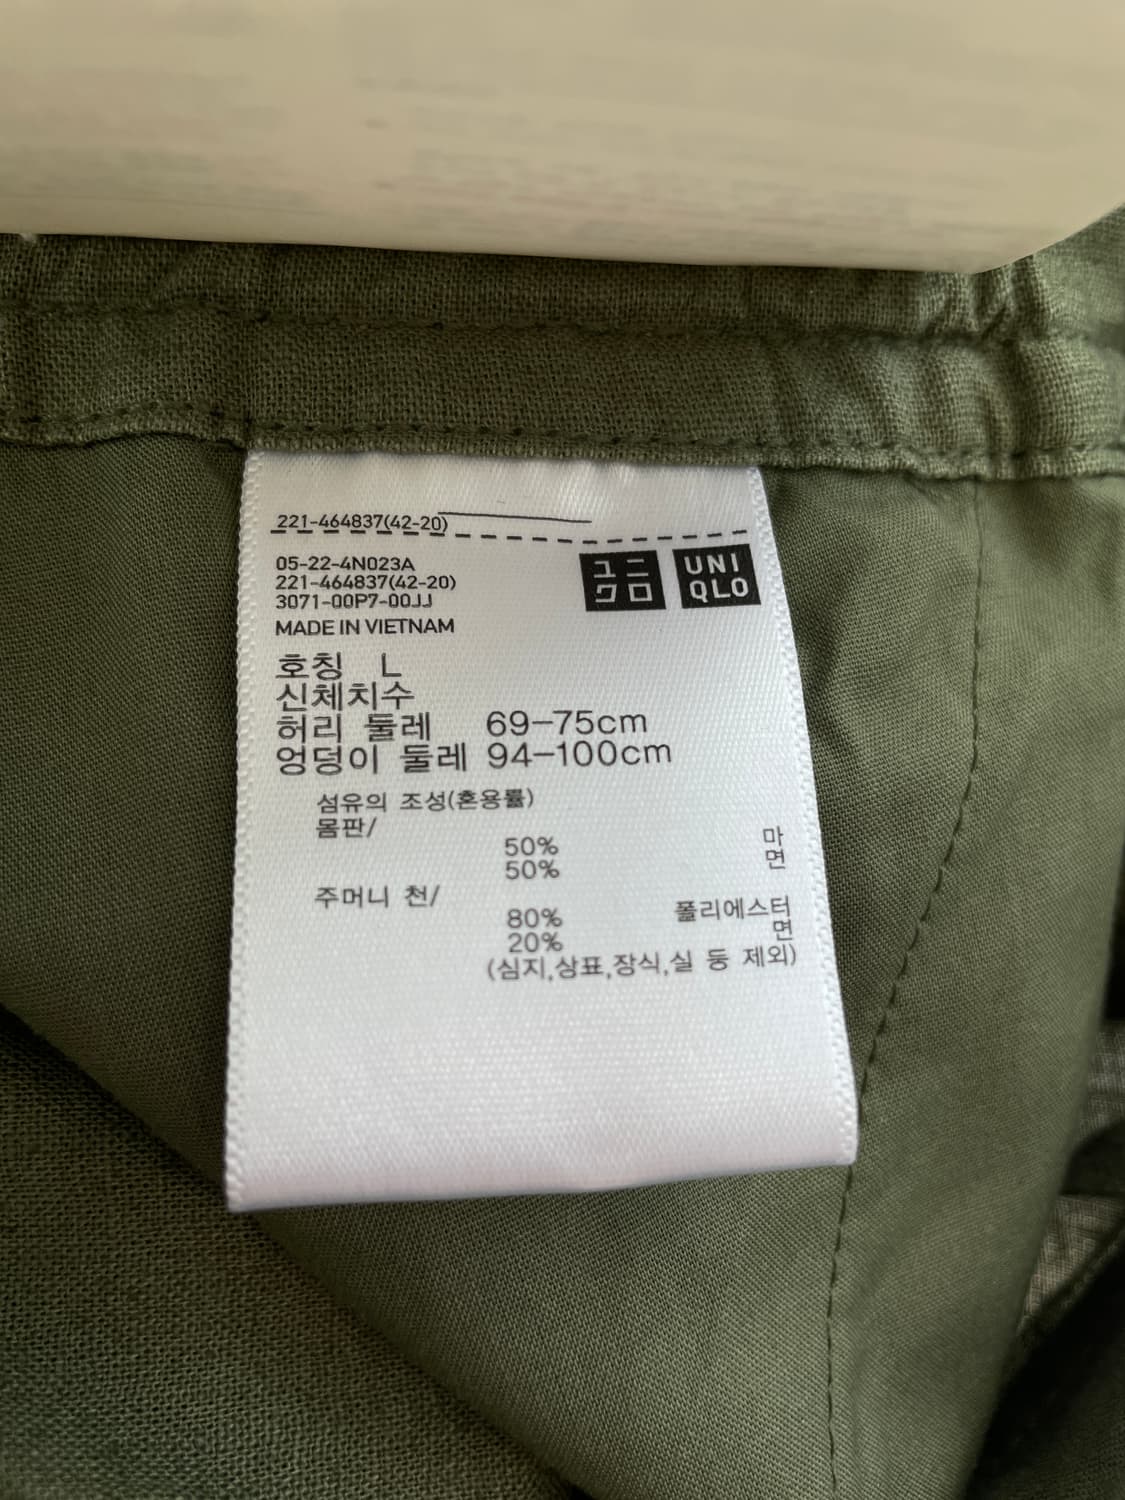 221-464837(42-20)
05-22-4N023A
221-464837(42-20)
3071-00P7-00JJ
MADE IN VIETNAM
ユニ
クロ
UNI
QLO
호칭 L
신체치수
허리 둘레 69-75cm
엉덩이 둘레 94-100cm
섬유의 조성(혼용률)
몸판/
50% 마
50% 면
주머니 천/
80% 폴리에스터
20% 면
(심지,상표,장식,실 등 제외)